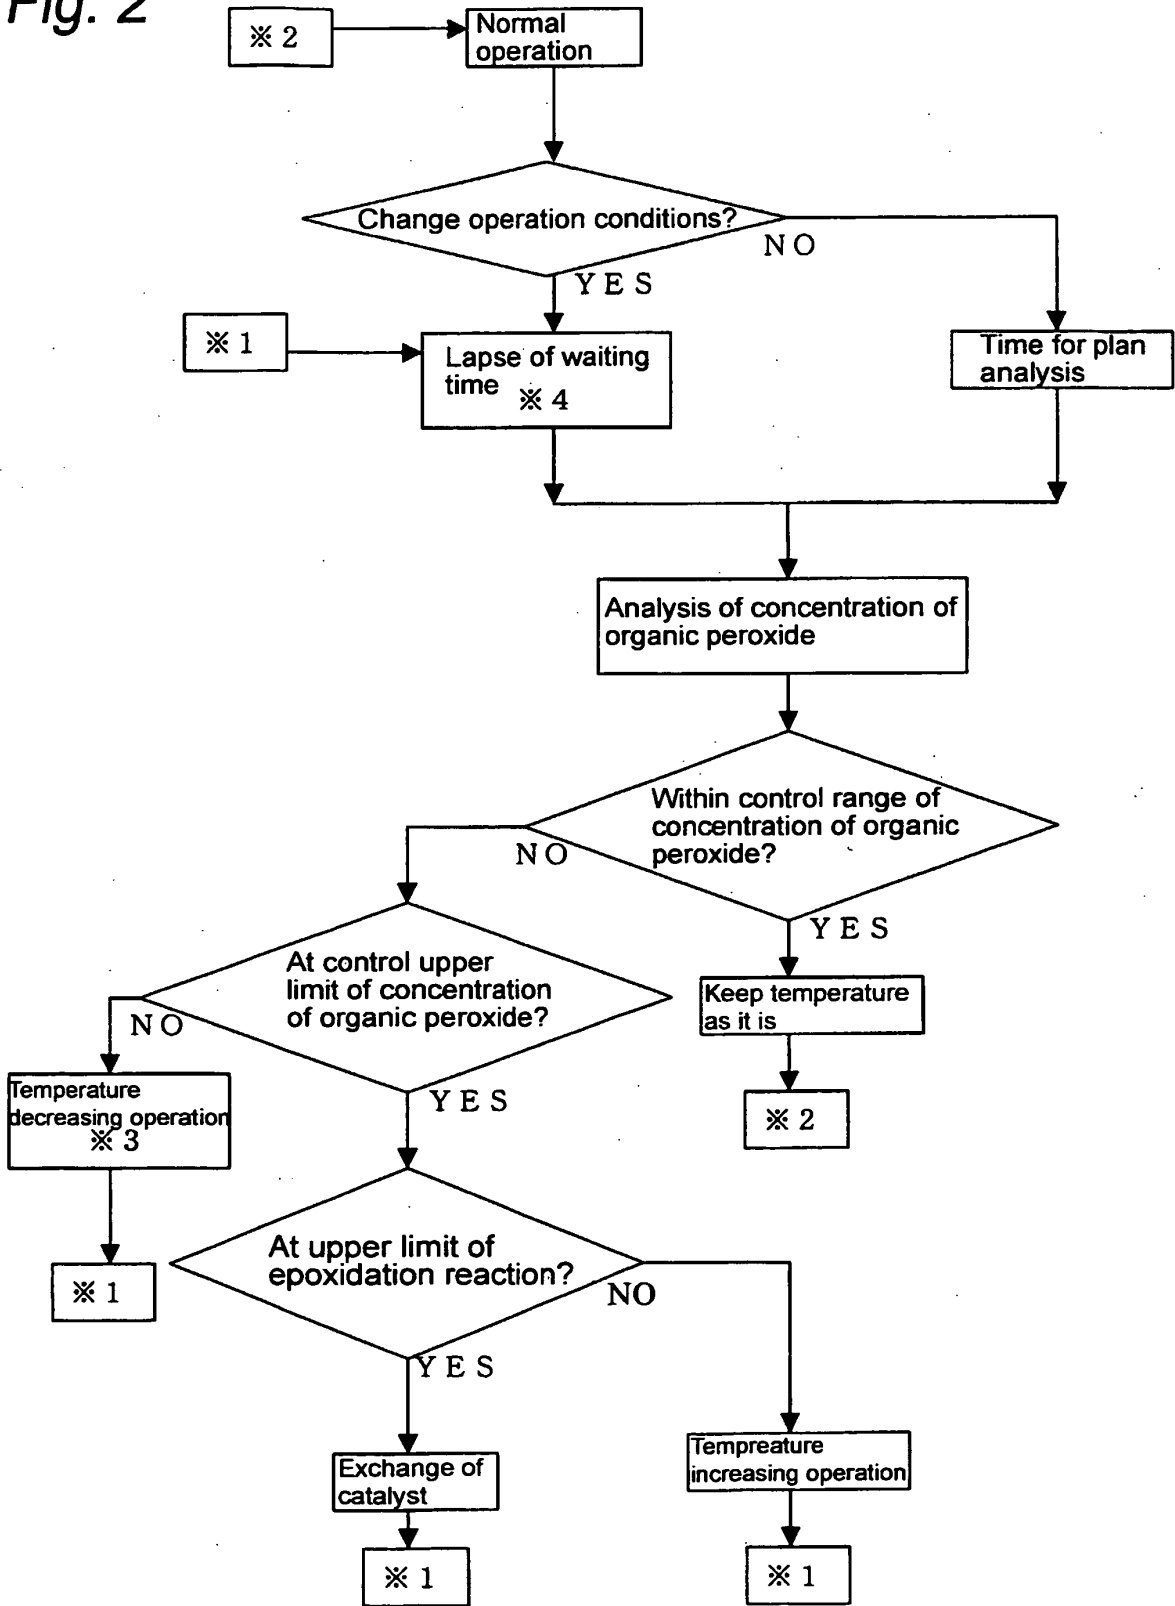 Fig. 2
※ 2
Normal
operation
Change operation conditions?
NO
YES
※ 1
Lapse of waiting
time ※ 4
Time for plan
analysis
Analysis of concentration of
organic peroxide
Within control range of
concentration of organic
peroxide?
NO
YES
At control upper
limit of concentration
of organic peroxide?
Keep temperature
as it is
NO
YES
Temperature
decreasing operation
※ 3
※ 2
At upper limit of
epoxidation reaction?
※ 1
NO
YES
Exchange of
catalyst
Tempreature
increasing operation
※ 1
※ 1